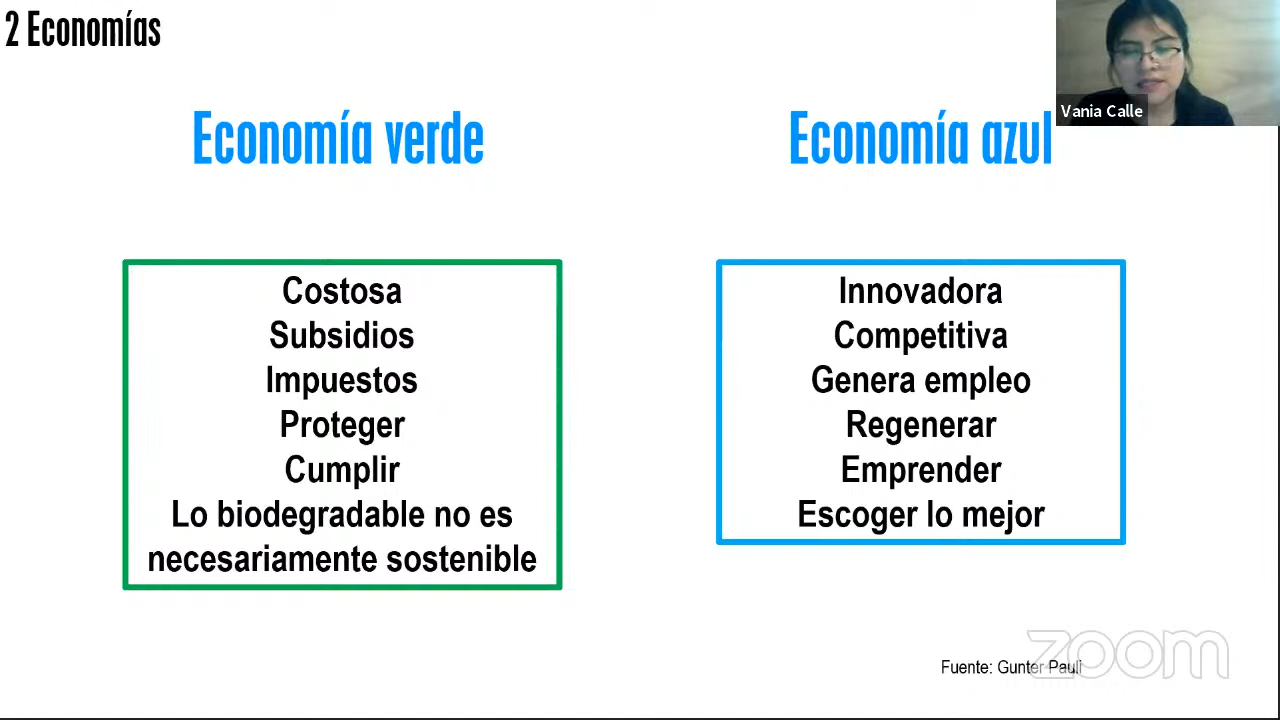 2 Economías
Vania Calle
Economía verde
Economía azul
Costosa
Subsidios
Impuestos
Proteger
Cumplir
Lo biodegradable no es
necesariamente sostenible
Innovadora
Competitiva
Genera empleo
Regenerar
Emprender
Escoger lo mejor
Fuente: Gunter Pauli
zoom